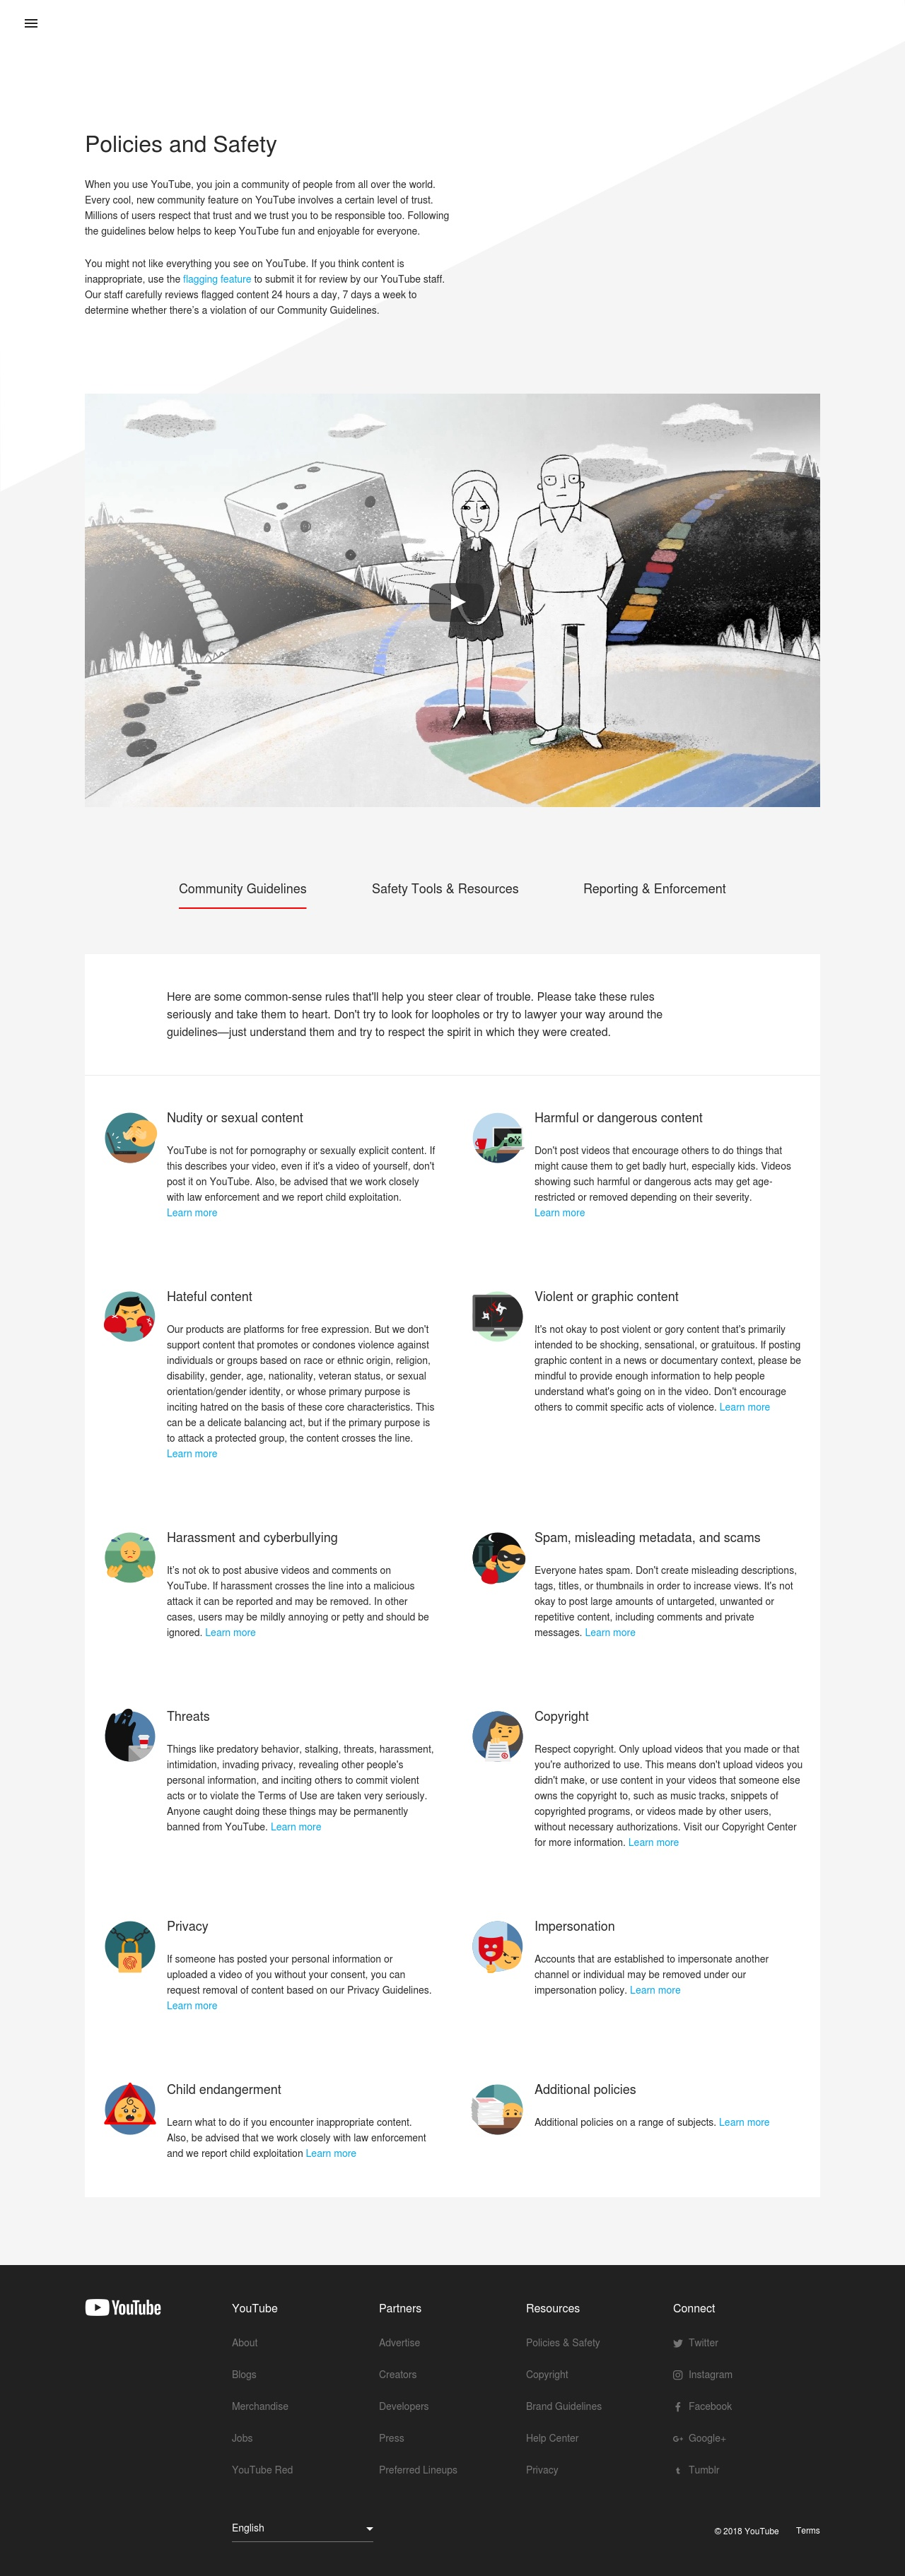 Policies and Safety
When you use YouTube, you join a community of people from all over the world.
Every cool, new community feature on YouTube involves a certain level of trust.
Millions of users respect that trust and we trust you to be responsible too. Following
the guidelines below helps to keep YouTube fun and enjoyable for everyone.
You might not like everything you see on YouTube. If you think content is
inappropriate, use the flagging feature to submit it for review by our YouTube staff.
Our staff carefully reviews flagged content 24 hours a day, 7 days a week to
determine whether there's a violation of our Community Guidelines.
Community Guidelines
Safety Tools & Resources
Reporting & Enforcement
Here are some common-sense rules that'll help you steer clear of trouble. Please take these rules
seriously and take them to heart. Don't try to look for loopholes or try to lawyer your way around the
guidelines—just understand them and try to respect the spirit in which they were created.
Nudity or sexual content
YouTube is not for pornography or sexually explicit content. If
this describes your video, even if it's a video of yourself, don't
post it on YouTube. Also, be advised that we work closely
with law enforcement and we report child exploitation.
Learn more
Harmful or dangerous content
Don't post videos that encourage others to do things that
might cause them to get badly hurt, especially kids. Videos
showing such harmful or dangerous acts may get age-
restricted or removed depending on their severity.
Learn more
Hateful content
Our products are platforms for free expression. But we don't
support content that promotes or condones violence against
individuals or groups based on race or ethnic origin, religion,
disability, gender, age, nationality, veteran status, or sexual
orientation/gender identity, or whose primary purpose is
inciting hatred on the basis of these core characteristics. This
can be a delicate balancing act, but if the primary purpose is
to attack a protected group, the content crosses the line.
Learn more
Violent or graphic content
It's not okay to post violent or gory content that's primarily
intended to be shocking, sensational, or gratuitous. If posting
graphic content in a news or documentary context, please be
mindful to provide enough information to help people
understand what's going on in the video. Don't encourage
others to commit specific acts of violence. Learn more
Harassment and cyberbullying
It's not ok to post abusive videos and comments on
YouTube. If harassment crosses the line into a malicious
attack it can be reported and may be removed. In other
cases, users may be mildly annoying or petty and should be
ignored. Learn more
Spam, misleading metadata, and scams
Everyone hates spam. Don't create misleading descriptions,
tags, titles, or thumbnails in order to increase views. It's not
okay to post large amounts of untargeted, unwanted or
repetitive content, including comments and private
messages. Learn more
Threats
Things like predatory behavior, stalking, threats, harassment,
intimidation, invading privacy, revealing other people's
personal information, and inciting others to commit violent
acts or to violate the Terms of Use are taken very seriously.
Anyone caught doing these things may be permanently
banned from YouTube. Learn more
Copyright
Respect copyright. Only upload videos that you made or that
you're authorized to use. This means don't upload videos you
didn't make, or use content in your videos that someone else
owns the copyright to, such as music tracks, snippets of
copyrighted programs, or videos made by other users,
without necessary authorizations. Visit our Copyright Center
for more information. Learn more
Privacy
If someone has posted your personal information or
uploaded a video of you without your consent, you can
request removal of content based on our Privacy Guidelines.
Learn more
Impersonation
Accounts that are established to impersonate another
channel or individual may be removed under our
impersonation policy. Learn more
Child endangerment
Learn what to do if you encounter inappropriate content.
Also, be advised that we work closely with law enforcement
and we report child exploitation Learn more
Additional policies
Additional policies on a range of subjects. Learn more
YouTube
YouTube
About
Blogs
Merchandise
Jobs
YouTube Red
Partners
Advertise
Creators
Developers
Press
Preferred Lineups
Resources
Policies & Safety
Copyright
Brand Guidelines
Help Center
Privacy
Connect
Twitter
Instagram
Facebook
Google+
Tumblr
English
© 2018 YouTube
Terms